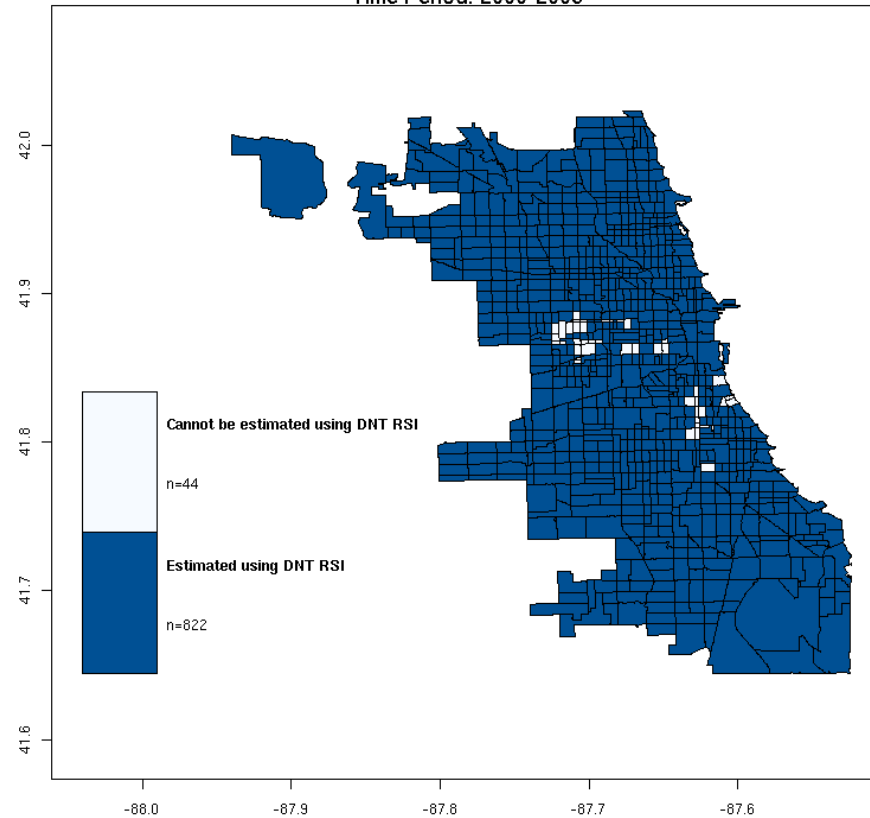 42.0
41.9
41.8
41.7
41.6
Cannot be estimated using DNT RSI
n=44
Estimated using DNT RSI
n=822
-88.0 -87.9 -87.8 -87.7 -87.6